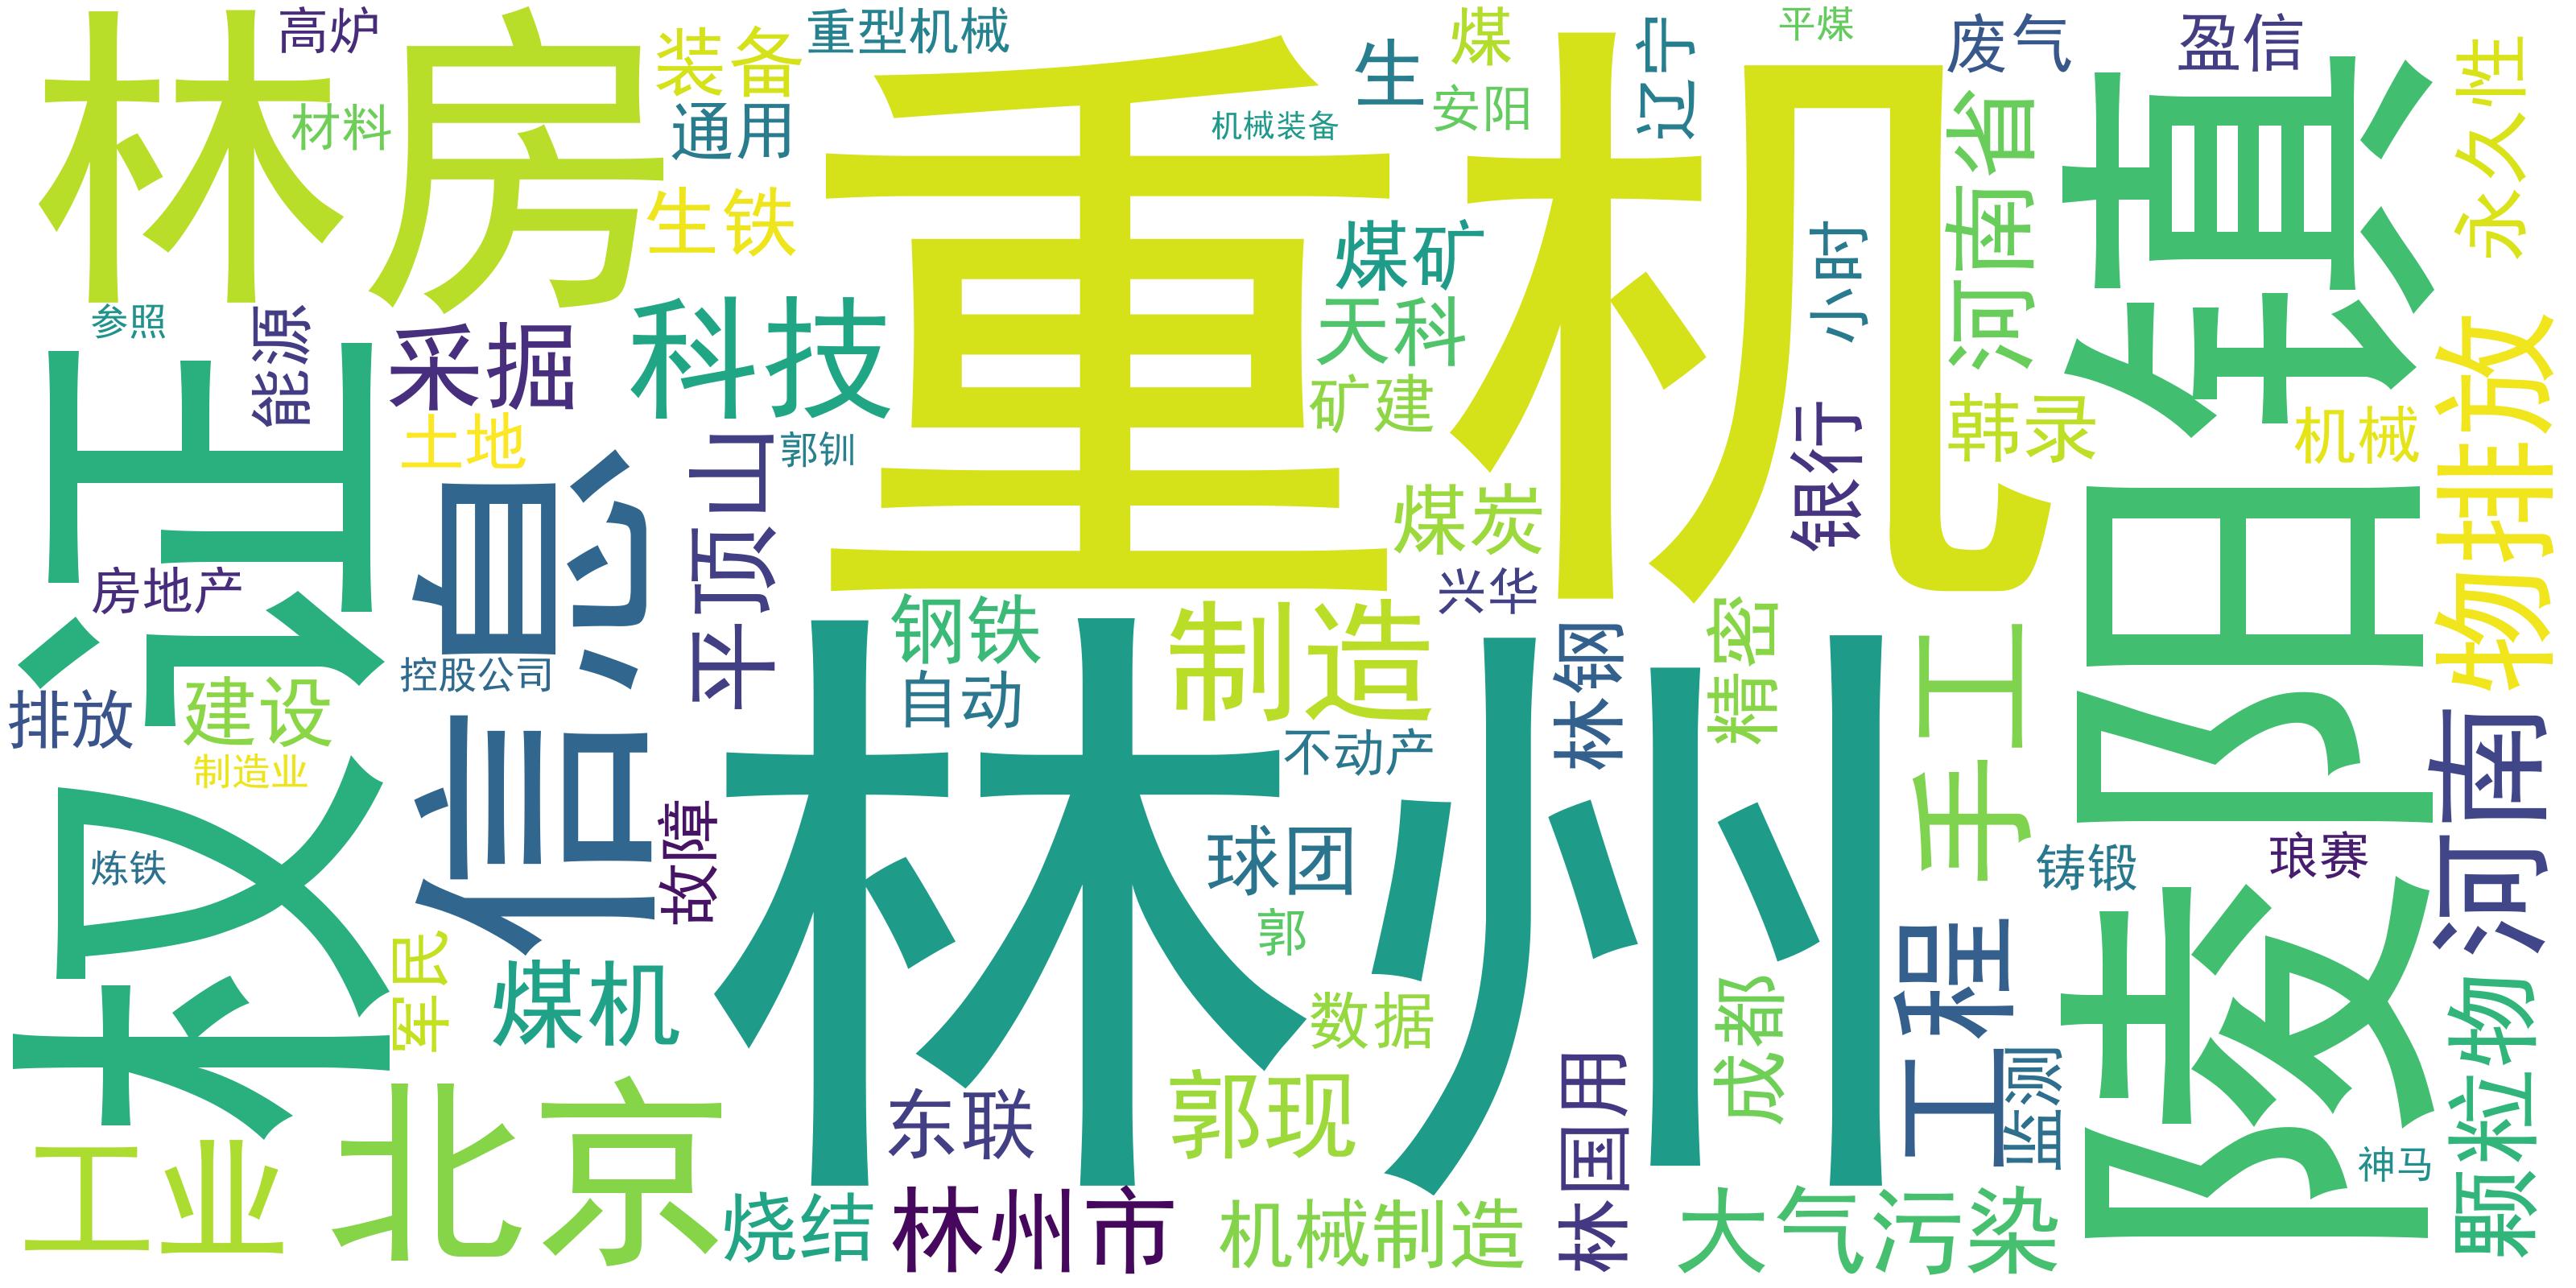 林房
高炉
材料
装备
通用
生铁
重型机械
重机
机械装备
生
煤
安阳
辽宁
平煤
废气
盈信
河南省
陵阳镇
永久性
参照
能源
采掘
科技
土地
郭钏
平顶山
煤矿
天科
矿建
小时
韩录
机械
物排放
权证
信息
银行
煤炭
兴华
房地产
控股公司
钢铁
自动
制造
林钢
精密
手工
排放
建设
制造业
不动产
河南
林州
故障
炼铁
球团
郭
铸锻
琅赛
军民
煤机
数据
成都
工程
监测
颗粒物
北京
工业
东联
郭现
林国用
神马
烧结
林州市
机械制造
大气污染